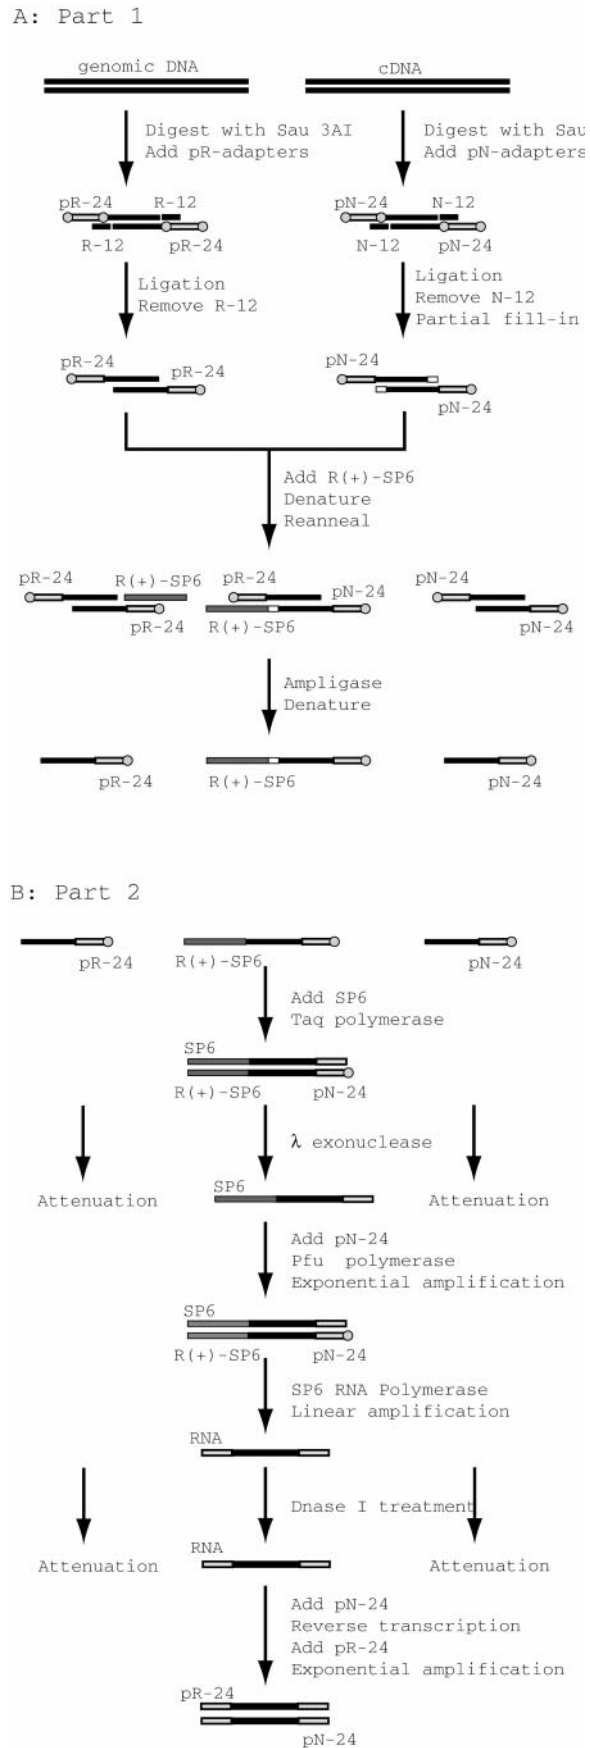 A: Part 1
genomic DNA
cDNA
Digest with Sau 3AI
Add pR-adapters
Digest with Sau
Add pN-adapters
pR-24
R-12
pN-24
N-12
R-12
pR-24
N-12
pN-24
Ligation
Remove R-12
Ligation
Remove N-12
Partial fill-in
pR-24
pR-24
pN-24
pN-24
Add R(+)-SP6
Denature
Reanneal
pR-24
R(+)-SP6
pR-24
pN-24
pN-24
pR-24
R(+)-SP6
pN-24
Ampligase
Denature
pR-24
R(+)-SP6
pN-24
B: Part 2
pR-24
R(+)-SP6
pN-24
Add SP6
Taq polymerase
SP6
R(+)-SP6
pN-24
λ exonuclease
Attenuation
SP6
Attenuation
Add pN-24
Pfu polymerase
Exponential amplification
SP6
R(+)-SP6
pN-24
SP6 RNA Polymerase
Linear amplification
RNA
Dnase I treatment
Attenuation
RNA
Attenuation
Add pN-24
Reverse transcription
Add pR-24
Exponential amplification
pR-24
pN-24